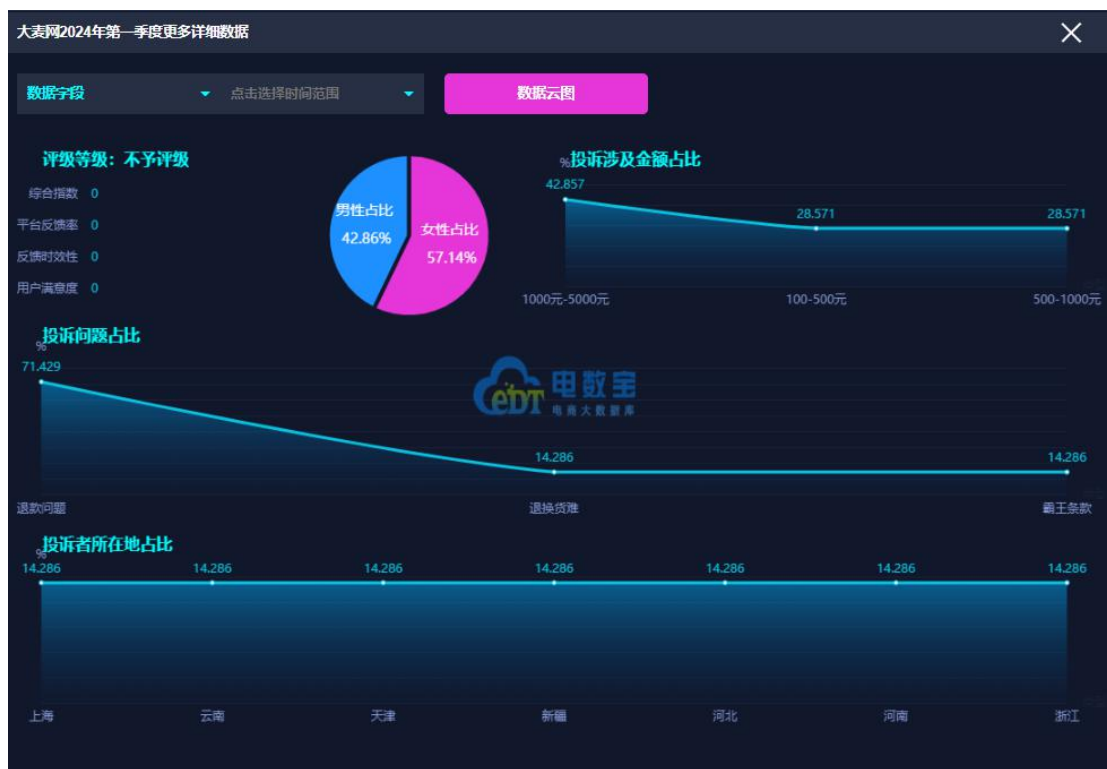 大麦网2024年第一季度更多详细数据
数据字段
点击选择时间范围
数据云图
评级等级：不予评级
综合指数 0
平台反馈率 0
反馈时效性 0
用户满意度 0
男性占比
42.86%
女性占比
57.14%
%投诉涉及金额占比
42.857
28.571
28.571
1000元-5000元
100-500元
500-1000元
投诉问题占比
%
71.429
14.286
14.286
退款问题
退换货难
霸王条款
eDT 电数宝
电商大数据库
投诉者所在地占比
%
14.286 14.286 14.286 14.286 14.286 14.286 14.286
上海 云南 天津 新疆 河北 河南 浙江